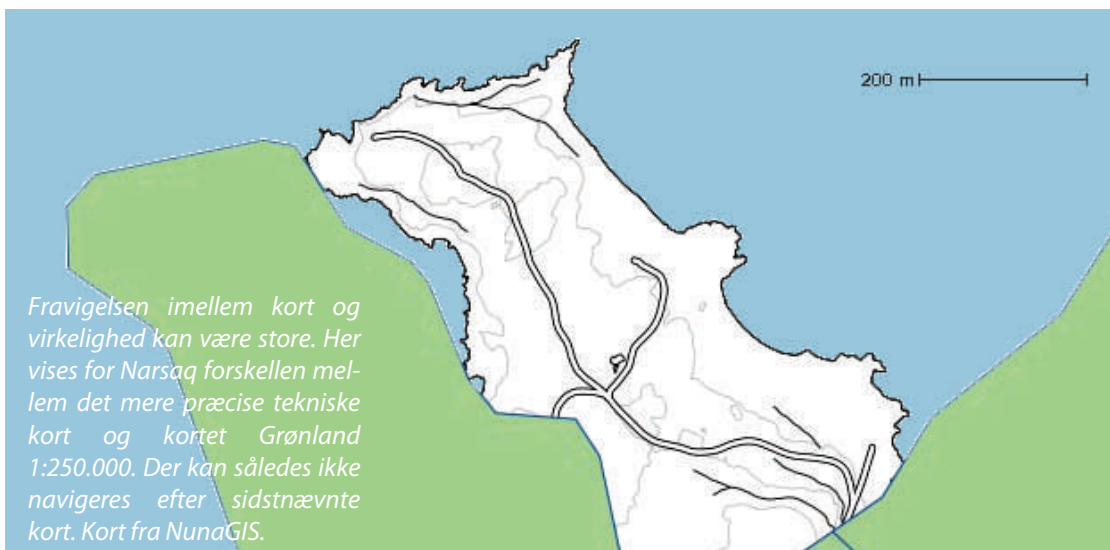 200 m
Fravigelsen imellem kort og
virkelighed kan være store. Her
vises for Narsaq forskellen mel-
lem det mere præcise tekniske
kort og kortet Grønland
1:250.000. Der kan således ikke
navigeres efter sidstnævnte
kort. Kort fra NunaGIS.